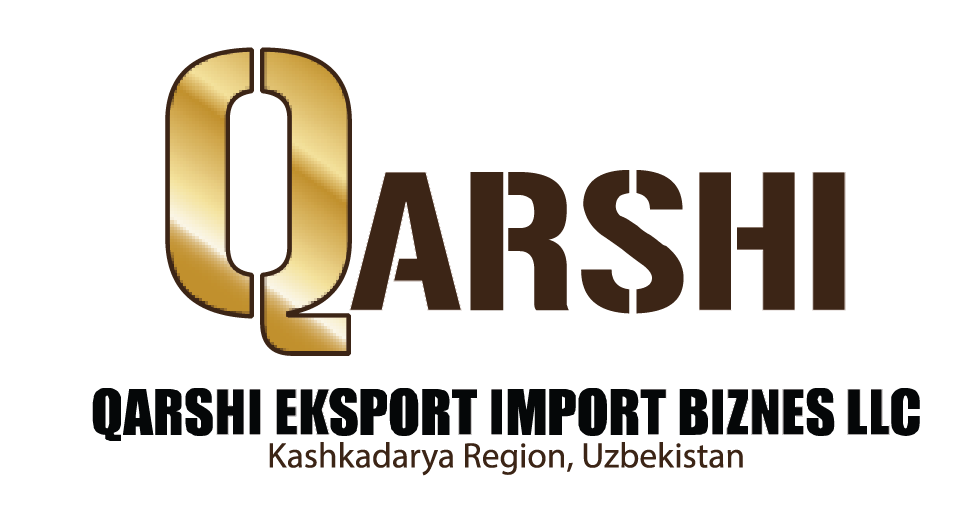 QARSHI
QARSHI EKSPORT IMPORT BIZNES LLC
Kashkadarya Region, Uzbekistan